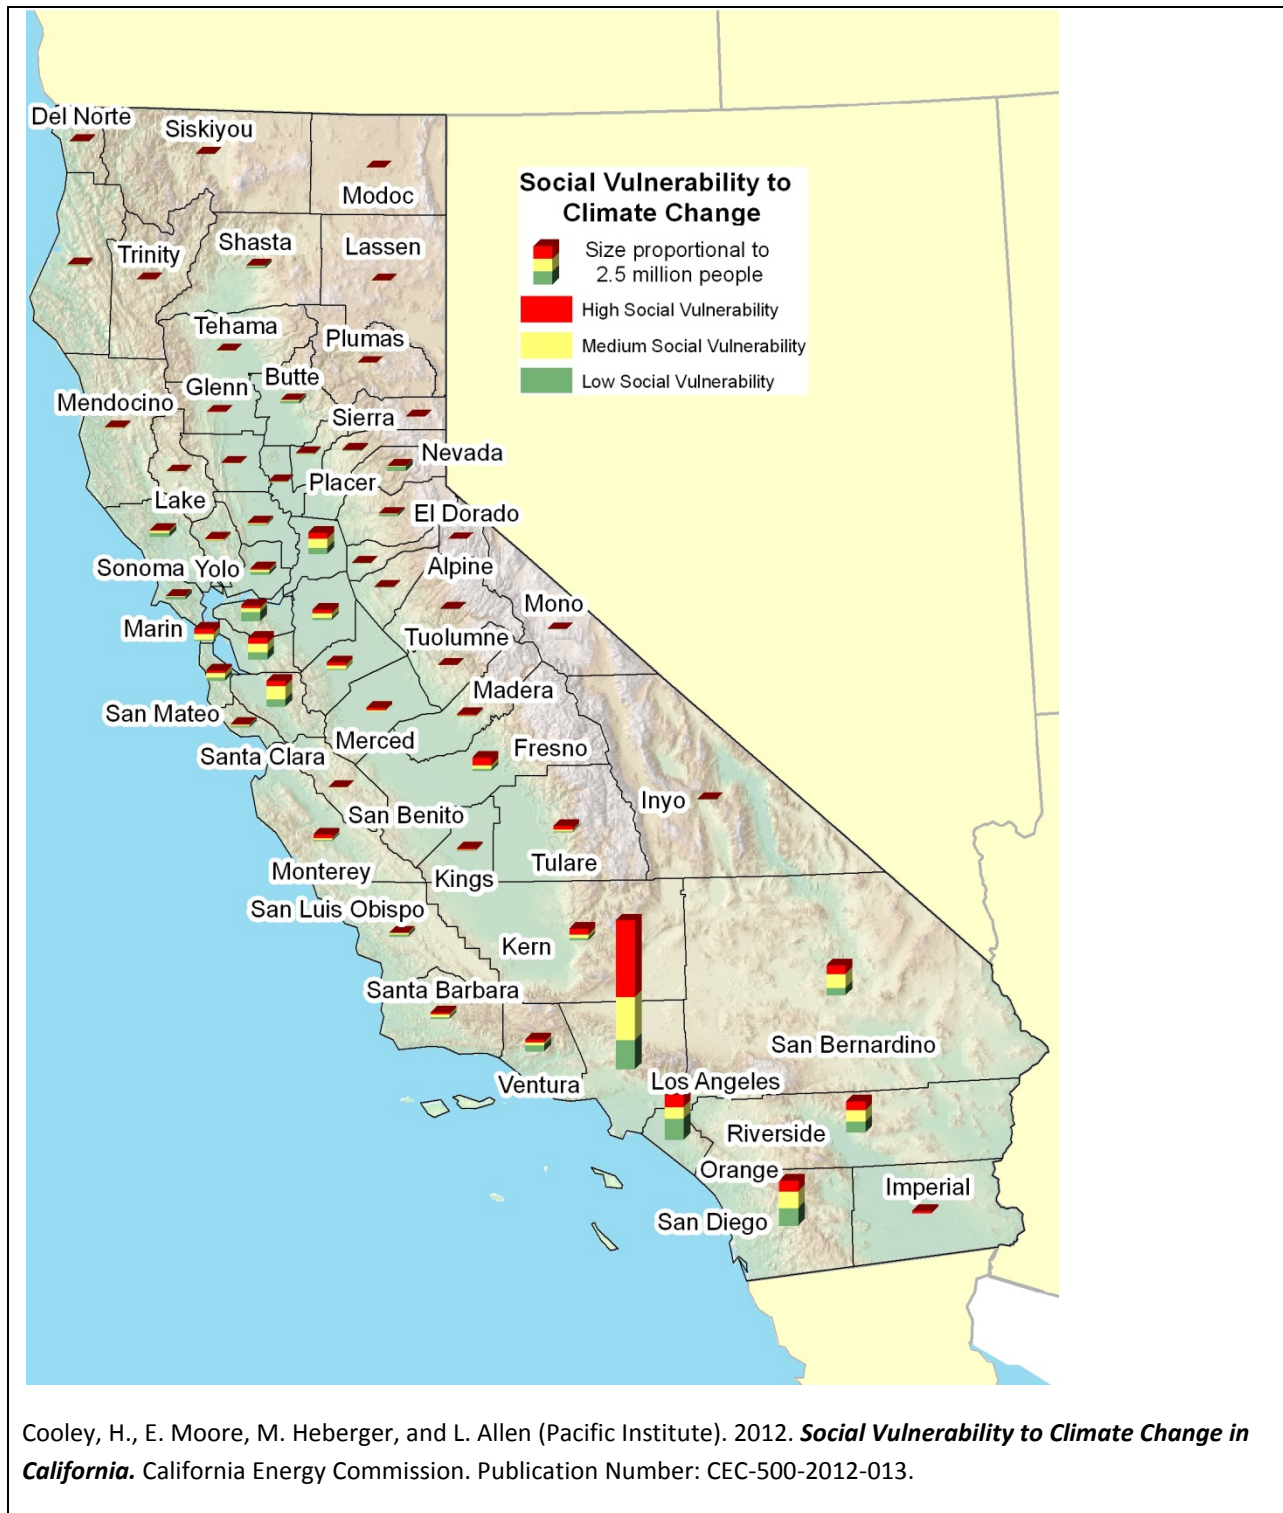 Del Norte
Siskiyou
Modoc
Social Vulnerability to
Climate Change
Size proportional to
2.5 million people
High Social Vulnerability
Medium Social Vulnerability
Low Social Vulnerability
Trinity
Shasta
Lassen
Tehama
Plumas
Glenn
Butte
Mendocino
Sierra
Nevada
Placer
Lake
El Dorado
Sonoma
Yolo
Alpine
Mono
Marin
Tuolumne
Madera
San Mateo
Merced
Fresno
Santa Clara
Inyo
San Benito
Tulare
Monterey
Kings
San Luis Obispo
Kern
Santa Barbara
San Bernardino
Ventura
Los Angeles
Riverside
Orange
Imperial
San Diego
Cooley, H., E. Moore, M. Heberger, and L. Allen (Pacific Institute). 2012. Social Vulnerability to Climate Change in
California. California Energy Commission. Publication Number: CEC-500-2012-013.